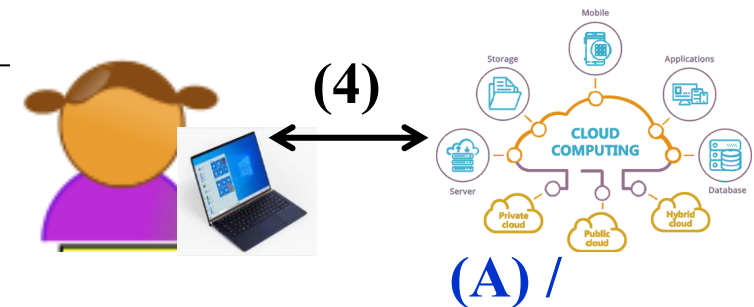 Mobile
Storage
Applications
(4)
CLOUD
COMPUTING
Server
Database
Private
cloud
Public
cloud
Hybrid
cloud
(A) /